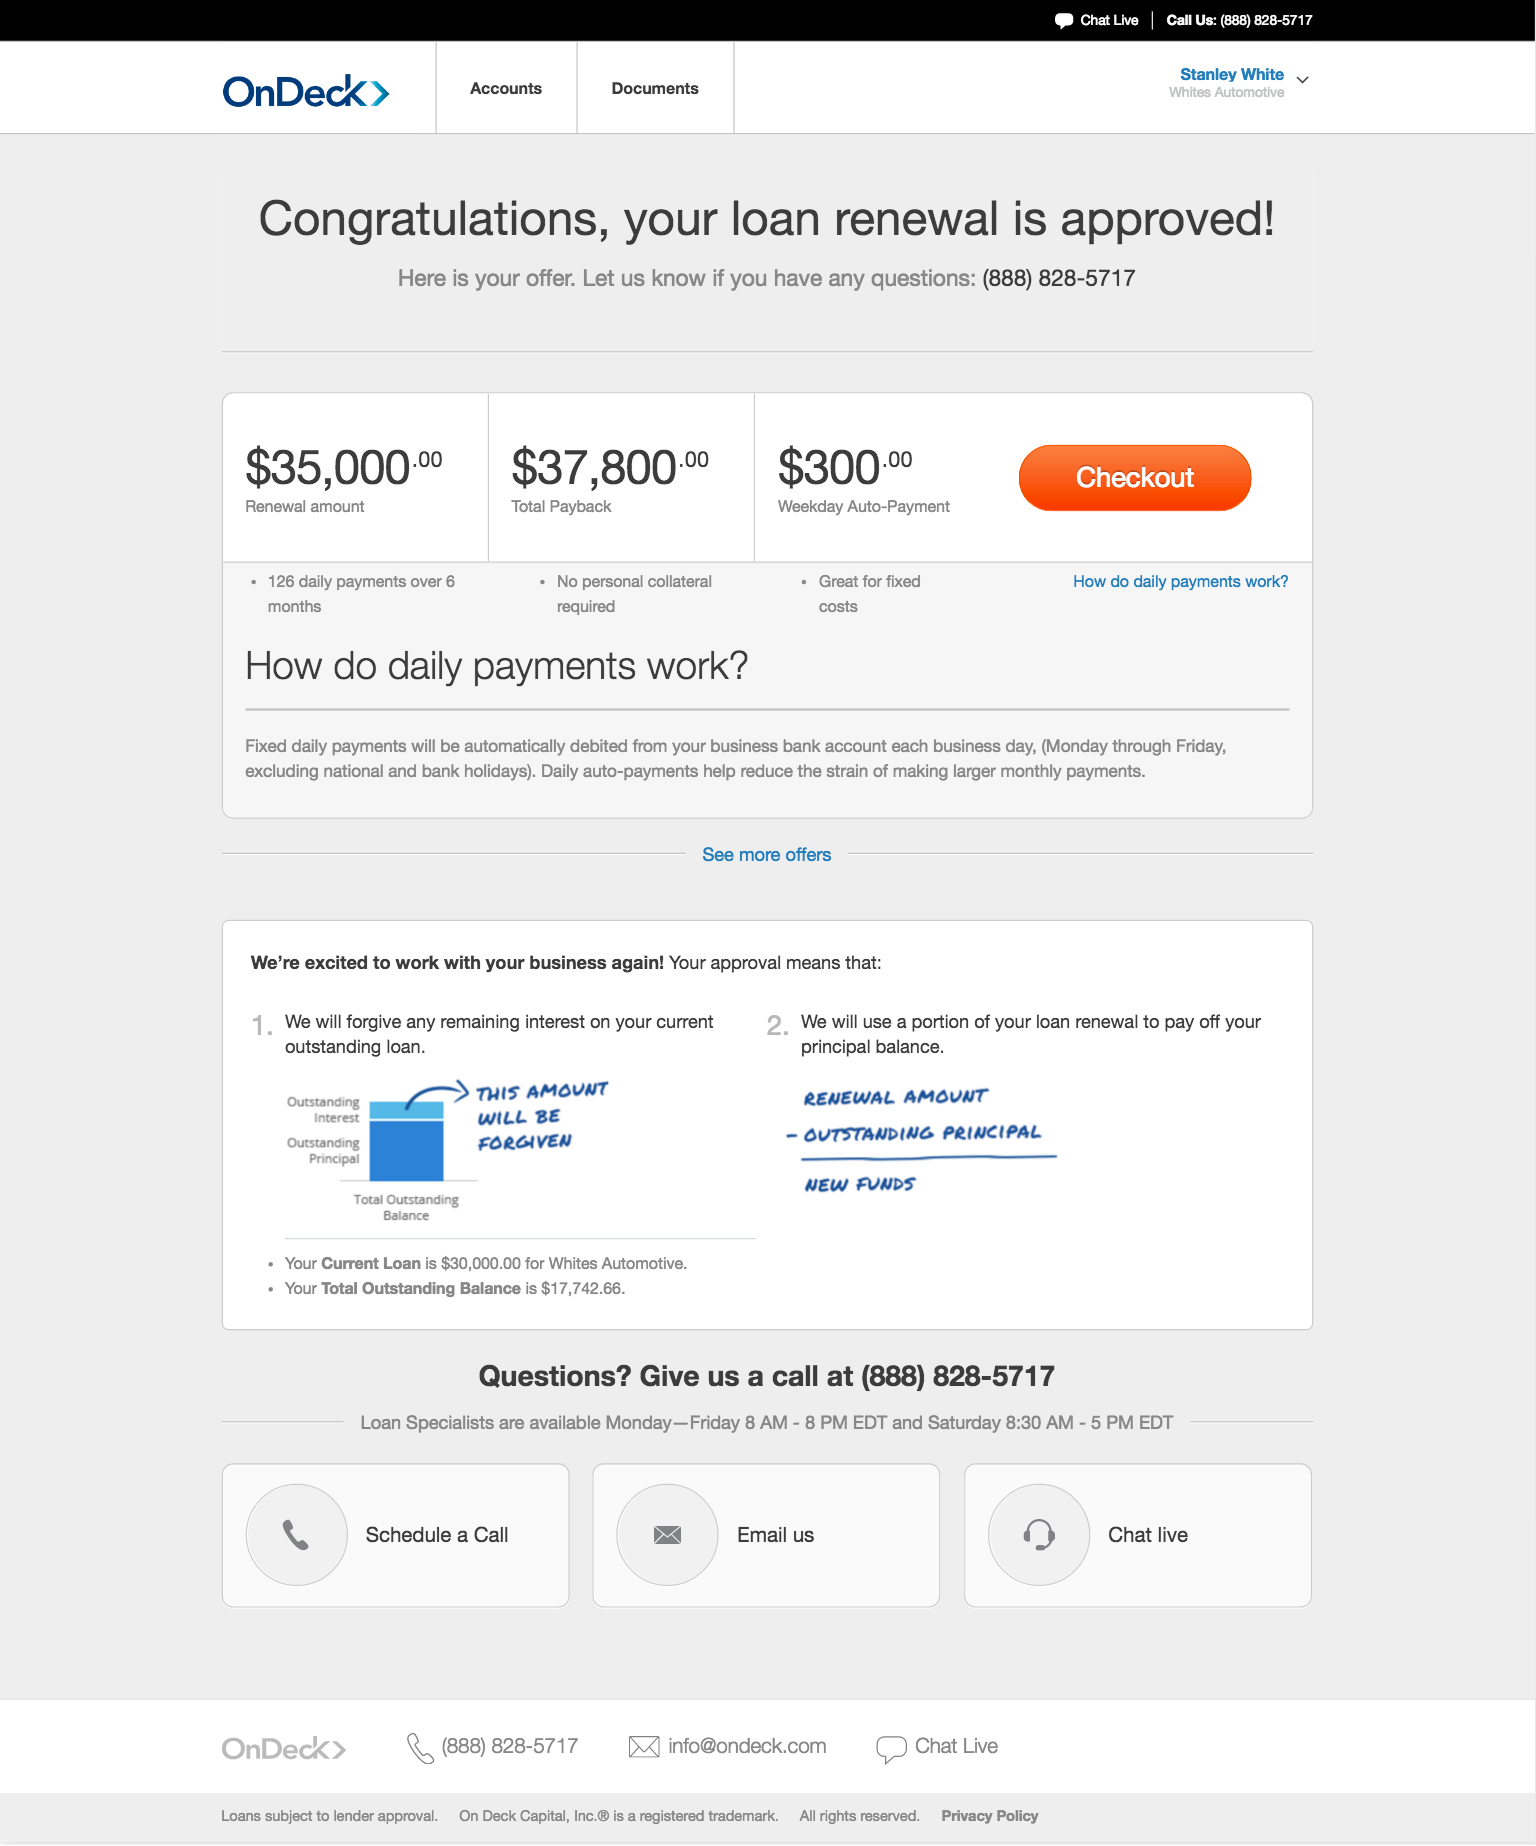 Chat Live | Call Us: (888) 828-5717
OnDeck
Accounts
Documents
Stanley White
Whites Automotive
Congratulations, your loan renewal is approved!
Here is your offer. Let us know if you have any questions: (888) 828-5717
$35,000.00
Renewal amount
$37,800.00
Total Payback
$300.00
Weekday Auto-Payment
Checkout
• 126 daily payments over 6
months
• No personal collateral
required
• Great for fixed
costs
How do daily payments work?
How do daily payments work?
Fixed daily payments will be automatically debited from your business bank account each business day, (Monday through Friday,
excluding national and bank holidays). Daily auto-payments help reduce the strain of making larger monthly payments.
See more offers
We're excited to work with your business again! Your approval means that:
1. We will forgive any remaining interest on your current
outstanding loan.
Outstanding
Interest
Outstanding
Principal
THIS AMOUNT
WILL BE
FORGIVEN
Total Outstanding
Balance
• Your Current Loan is $30,000.00 for Whites Automotive.
• Your Total Outstanding Balance is $17,742.66.
2. We will use a portion of your loan renewal to pay off your
principal balance.
RENEWAL AMOUNT
- OUTSTANDING PRINCIPAL
NEW FUNDS
Questions? Give us a call at (888) 828-5717
Loan Specialists are available Monday—Friday 8 AM - 8 PM EDT and Saturday 8:30 AM - 5 PM EDT
Schedule a Call
Email us
Chat live
OnDeck
(888) 828-5717
info@ondeck.com
Chat Live
Loans subject to lender approval. On Deck Capital, Inc.® is a registered trademark. All rights reserved. Privacy Policy